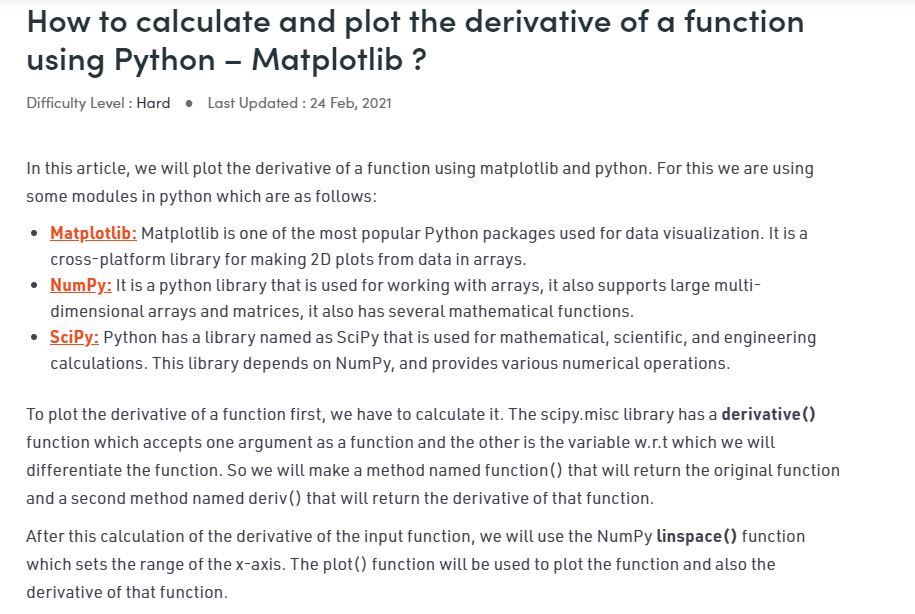 How to calculate and plot the derivative of a function
using Python – Matplotlib ?
Difficulty Level : Hard ● Last Updated : 24 Feb, 2021
In this article, we will plot the derivative of a function using matplotlib and python. For this we are using
some modules in python which are as follows:
• Matplotlib: Matplotlib is one of the most popular Python packages used for data visualization. It is a
cross-platform library for making 2D plots from data in arrays.
• NumPy: It is a python library that is used for working with arrays, it also supports large multi-
dimensional arrays and matrices, it also has several mathematical functions.
• SciPy: Python has a library named as SciPy that is used for mathematical, scientific, and engineering
calculations. This library depends on NumPy, and provides various numerical operations.
To plot the derivative of a function first, we have to calculate it. The scipy.misc library has a derivative()
function which accepts one argument as a function and the other is the variable w.r.t which we will
differentiate the function. So we will make a method named function() that will return the original function
and a second method named deriv() that will return the derivative of that function.
After this calculation of the derivative of the input function, we will use the NumPy linspace() function
which sets the range of the x-axis. The plot() function will be used to plot the function and also the
derivative of that function.